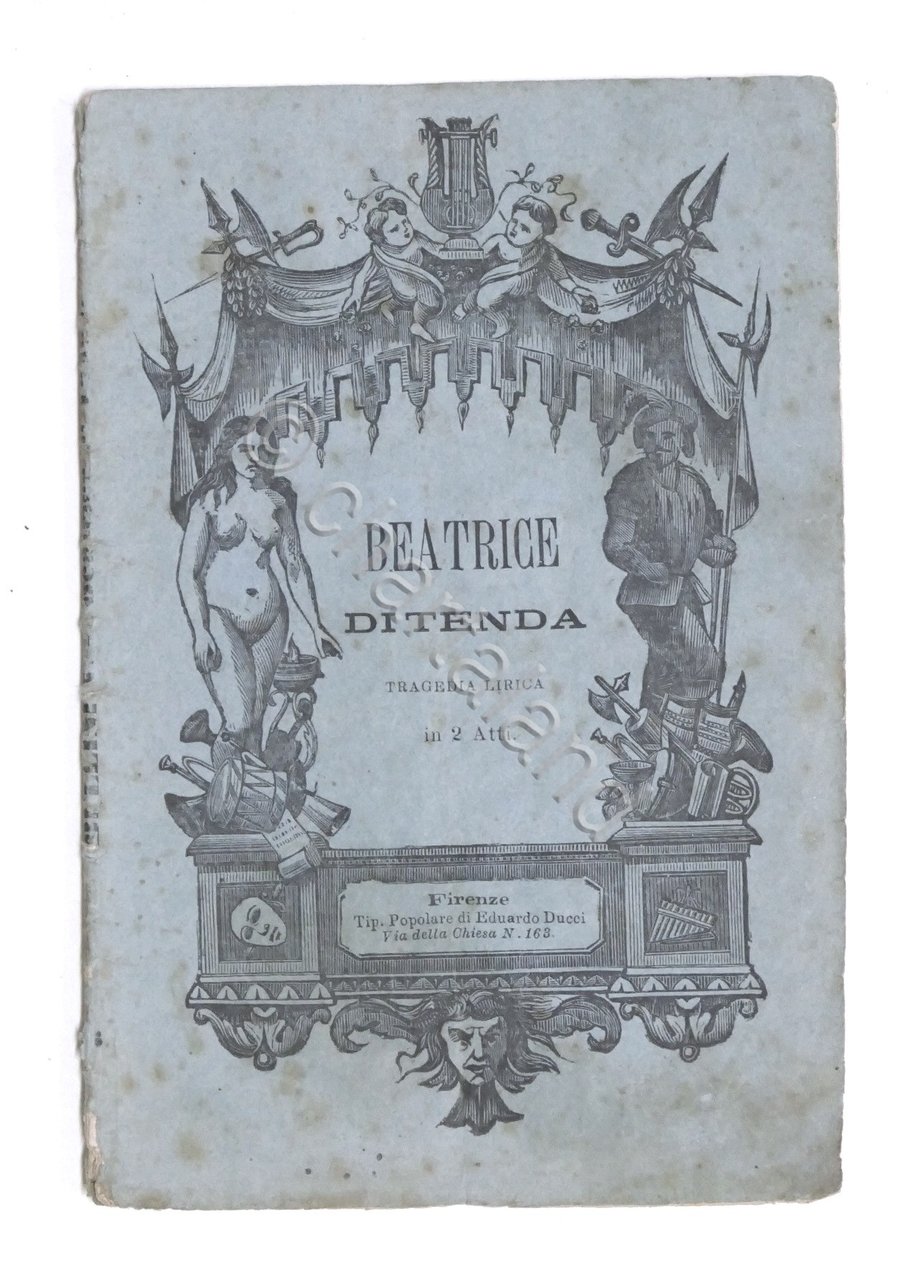 BEATRICE
DI TENDA
TRAGEDIA LIRICA
in 2 Atti.
Firenze
Tip. Popolare di Eduardo Ducci
Via della Chiesa N. 163.